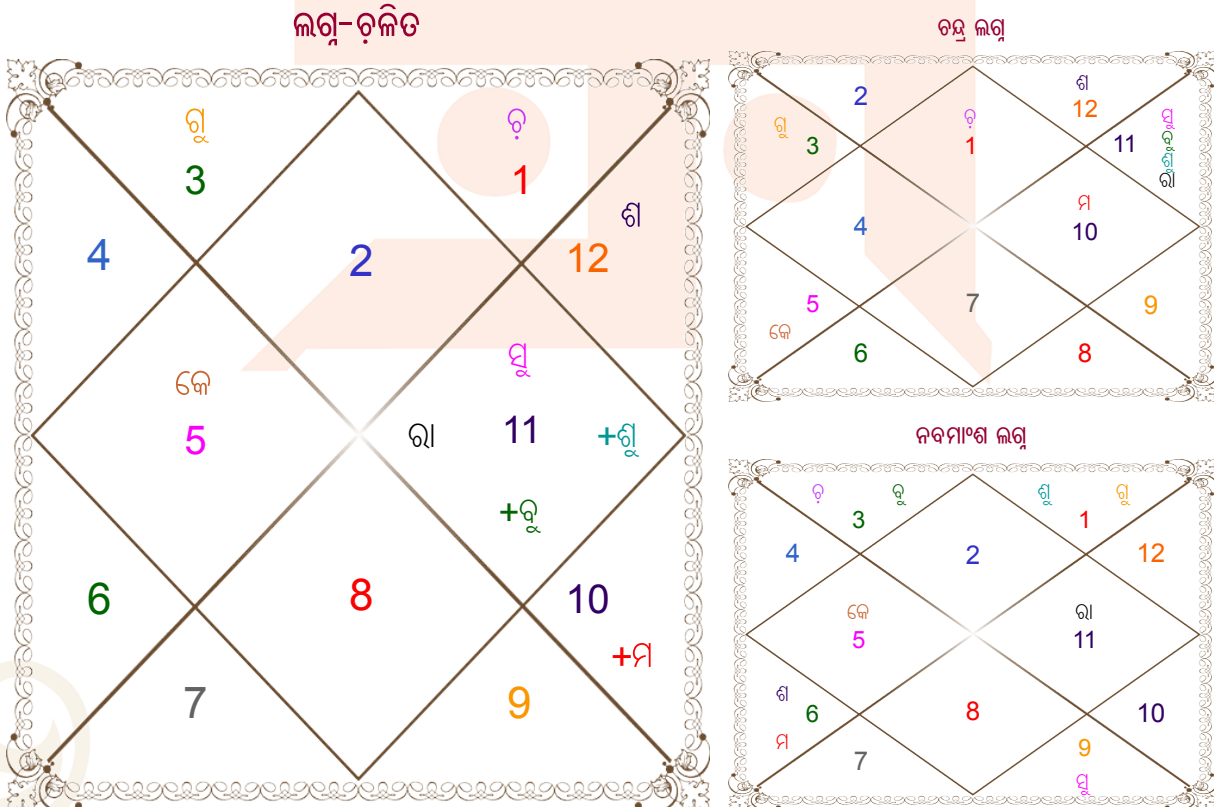 ଲଗ୍ନ-ଚଳିତ
ଗୁ
3
ଚ
1
ଶ
4
2
12
କେ
5
ସୁ
ରା
11
+ଶୁ
+ବୁ
6
8
10
+ମ
7
9
ଚନ୍ଦ୍ର ଲଗ୍ନ
2
ଶ
12
ଗୁ
3
ଚ
1
11
ସୁ
ବୁ
ଶୁ
ରା
4
ମ
10
5
7
9
କେ
6
8
ନବମାଂଶ ଲଗ୍ନ
ଚ ବୁ
3
ଶୁ ଗୁ
1
4
2
12
କେ
5
ରା
11
ଶ
6
8
10
ମ
7
9
ସୁ